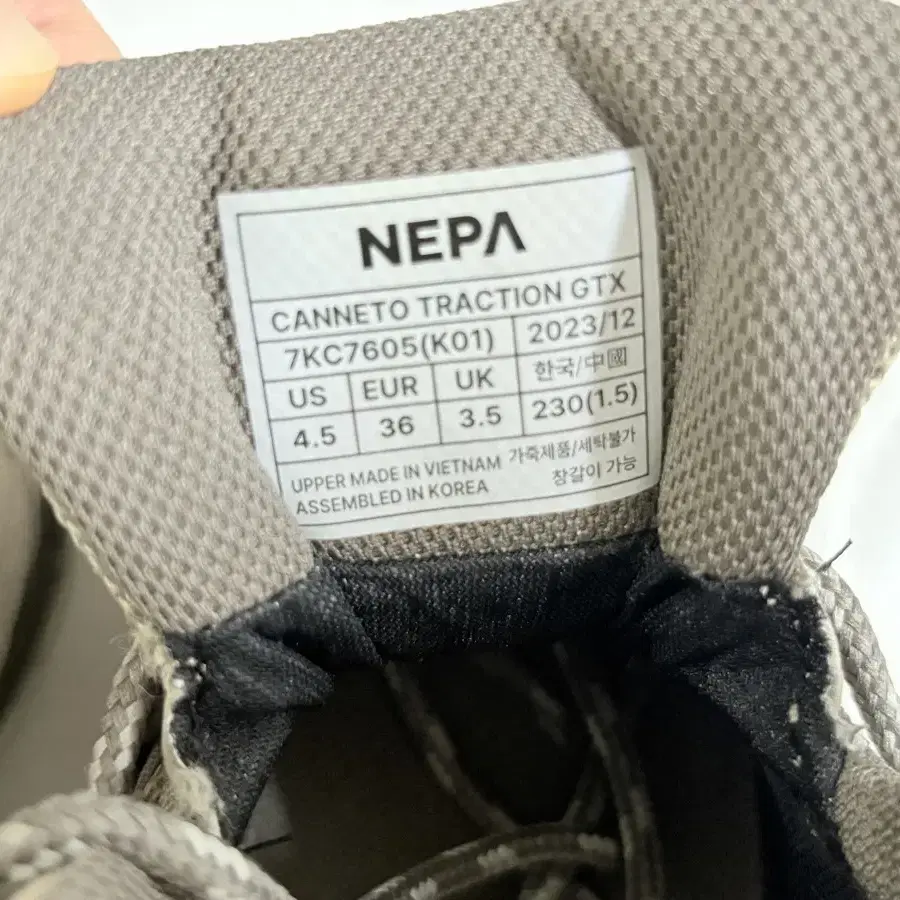 NEPA
CANNETO TRACTION GTX
7KC7605(K01) 2023/12
US EUR UK 한국/中國
4.5 36 3.5 230(1.5)
UPPER MADE IN VIETNAM 가죽제품/세탁불가
ASSEMBLED IN KOREA 창갈이 가능